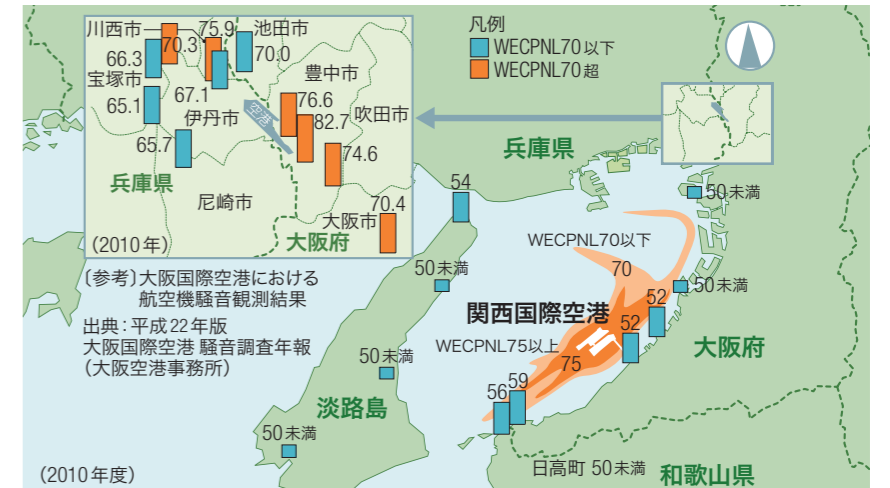 川西市
75.9
池田市
66.3
70.3
70.0
宝塚市
65.1
67.1
豊中市
伊丹市
空港
76.6
吹田市
82.7
65.7
74.6
兵庫県
尼崎市
70.4
大阪市
(2010年)
大阪府
凡例
WECPNL70以下
WECPNL70超
兵庫県
54
50未満
WECPNL70以下
70
50未満
50未満
〔参考〕大阪国際空港における
航空機騒音観測結果
出典:平成22年版
大阪国際空港 騒音調査年報
(大阪空港事務所)
関西国際空港
52
52
WECPNL75以上
75
大阪府
50未満
59
56
淡路島
50未満
日高町 50未満
和歌山県
(2010年度)